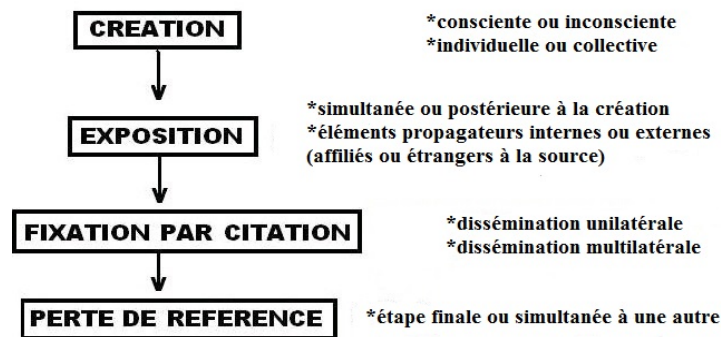 CREATION
*consciente ou inconsciente
*individuelle ou collective
*simultanée ou postérieure à la création
EXPOSITION
*éléments propagateurs internes ou externes
(affiliés ou étrangers à la source)
FIXATION PAR CITATION
*dissémination unilatérale
*dissémination multilatérale
PERTE DE REFERENCE
*étape finale ou simultanée à une autre